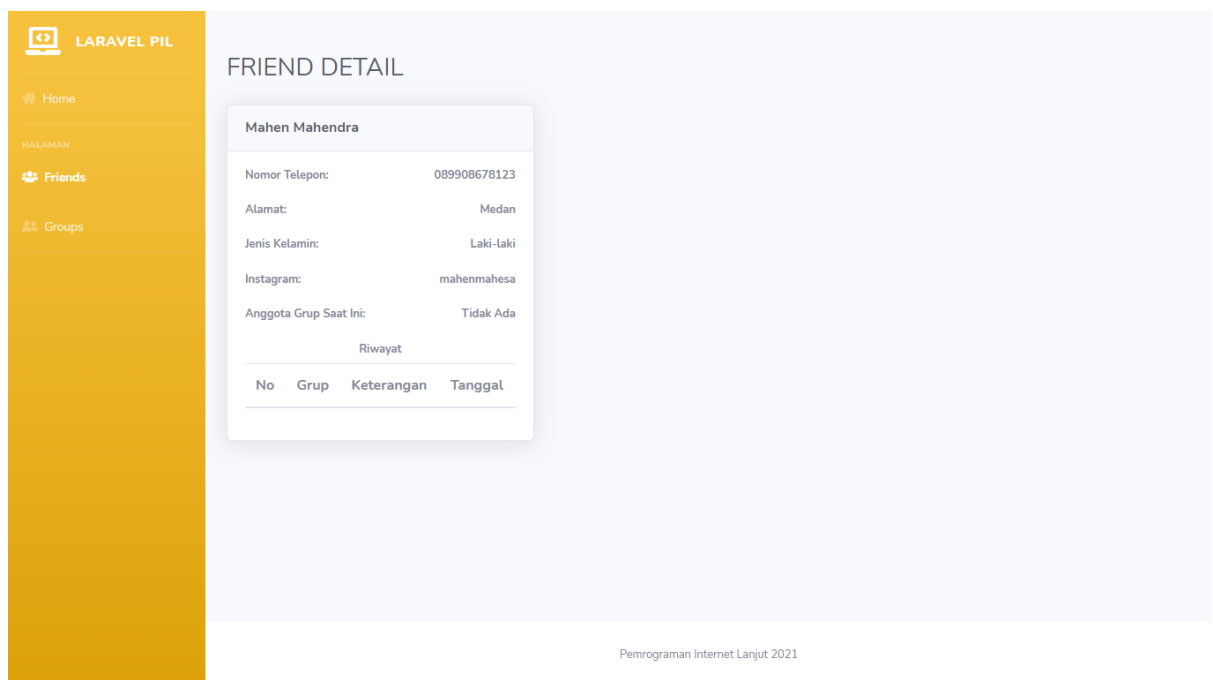 LARAVEL PIL
Home
HALAMAN
Friends
Groups
FRIEND DETAIL
Mahen Mahendra
Nomor Telepon: 089908678123
Alamat: Medan
Jenis Kelamin: Laki-laki
Instagram: mahenmahesa
Anggota Grup Saat Ini: Tidak Ada
Riwayat
No Grup Keterangan Tanggal
Pemrograman Internet Lanjut 2021